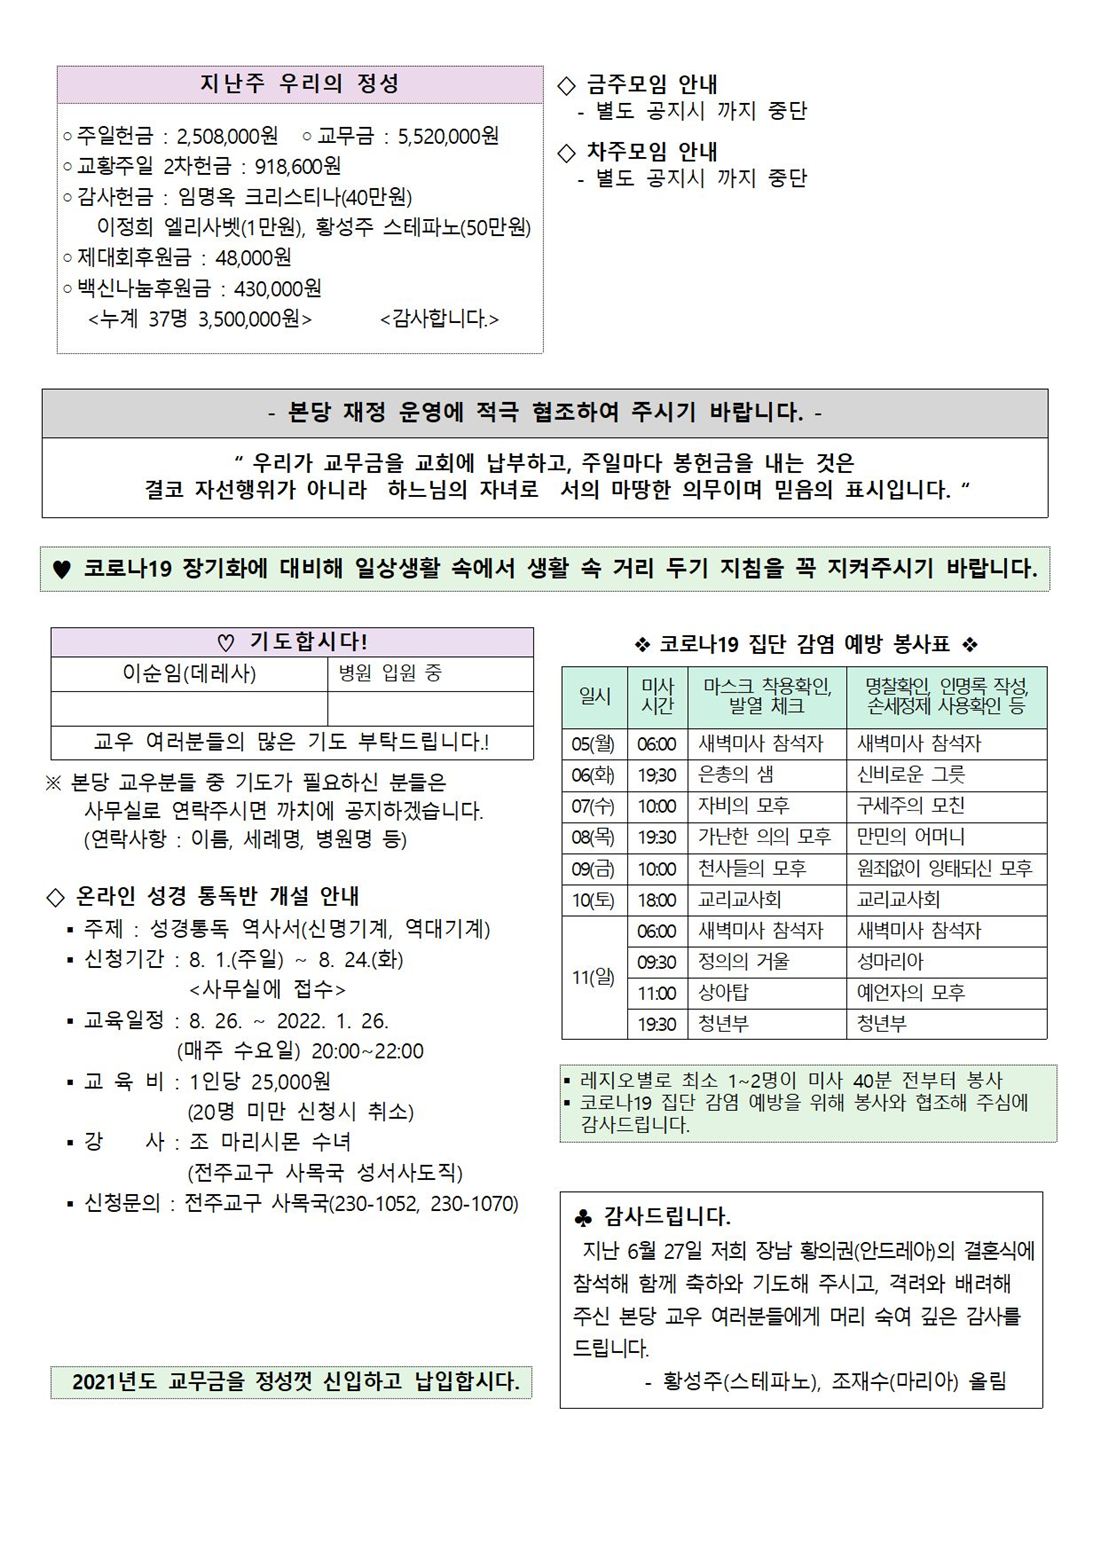 지난주 우리의 정성
○ 주일헌금 : 2,508,000원 ○ 교무금 : 5,520,000원
○ 교황주일 2차헌금 : 918,600원
○ 감사헌금 : 임명옥 크리스티나(40만원)
이정희 엘리사벳(1만원), 황성주 스테파노(50만원)
○ 제대회후원금 : 48,000원
○ 백신나눔후원금 : 430,000원
<누계 37명 3,500,000원> <감사합니다.>
◇ 금주모임 안내
- 별도 공지시 까지 중단
◇ 차주모임 안내
- 별도 공지시 까지 중단
- 본당 재정 운영에 적극 협조하여 주시기 바랍니다. -
“ 우리가 교무금을 교회에 납부하고, 주일마다 봉헌금을 내는 것은
결코 자선행위가 아니라 하느님의 자녀로 서의 마땅한 의무이며 믿음의 표시입니다. “
♥ 코로나19 장기화에 대비해 일상생활 속에서 생활 속 거리 두기 지침을 꼭 지켜주시기 바랍니다.
♡ 기도합시다!
이순임(데레사) 병원 입원 중
교우 여러분들의 많은 기도 부탁드립니다.!
※ 본당 교우분들 중 기도가 필요하신 분들은
사무실로 연락주시면 까치에 공지하겠습니다.
(연락사항 : 이름, 세례명, 병원명 등)
◇ 온라인 성경 통독반 개설 안내
▪ 주제 : 성경통독 역사서(신명기계, 역대기계)
▪ 신청기간 : 8. 1.(주일) ~ 8. 24.(화)
<사무실에 접수>
▪ 교육일정 : 8. 26. ~ 2022. 1. 26.
(매주 수요일) 20:00~22:00
▪ 교 육 비 : 1인당 25,000원
(20명 미만 신청시 취소)
▪ 강 사 : 조 마리시몬 수녀
(전주교구 사목국 성서사도직)
▪ 신청문의 : 전주교구 사목국(230-1052, 230-1070)
2021년도 교무금을 정성껏 신입하고 납입합시다.
❖ 코로나19 집단 감염 예방 봉사표 ❖
일시 미사 시간 마스크 착용확인, 발열 체크 명찰확인, 인명록 작성, 손세정제 사용확인 등
05(월) 06:00 새벽미사 참석자 새벽미사 참석자
06(화) 19;30 은총의 샘 신비로운 그릇
07(수) 10:00 자비의 모후 구세주의 모친
08(목) 19:30 가난한 의의 모후 만민의 어머니
09(금) 10:00 천사들의 모후 원죄없이 잉태되신 모후
10(토) 18:00 교리교사회 교리교사회
11(일) 06:00 새벽미사 참석자 새벽미사 참석자
09:30 정의의 거울 성마리아
11:00 상아탑 예언자의 모후
19:30 청년부 청년부
▪ 레지오별로 최소 1~2명이 미사 40분 전부터 봉사
▪ 코로나19 집단 감염 예방을 위해 봉사와 협조해 주심에
감사드립니다.
♣ 감사드립니다.
지난 6월 27일 저희 장남 황의권(안드레아)의 결혼식에
참석해 함께 축하와 기도해 주시고, 격려와 배려해
주신 본당 교우 여러분들에게 머리 숙여 깊은 감사를
드립니다.
- 황성주(스테파노), 조재수(마리아) 올림